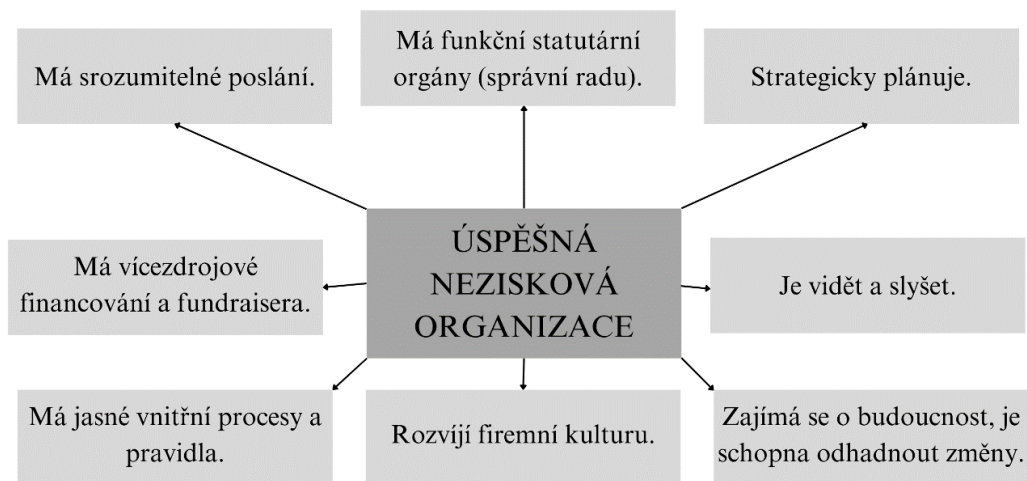 Má srozumitelné poslání.
Má funkční statutární
orgány (správní radu).
Strategicky plánuje.
ÚSPĚŠNÁ
NEZISKOVÁ
ORGANIZACE
Má vícezdrojové
financování a fundraisera.
Je vidět a slyšet.
Má jasné vnitřní procesy a
pravidla.
Rozvíjí firemní kulturu.
Zajímá se o budoucnost, je
schopna odhadnout změny.